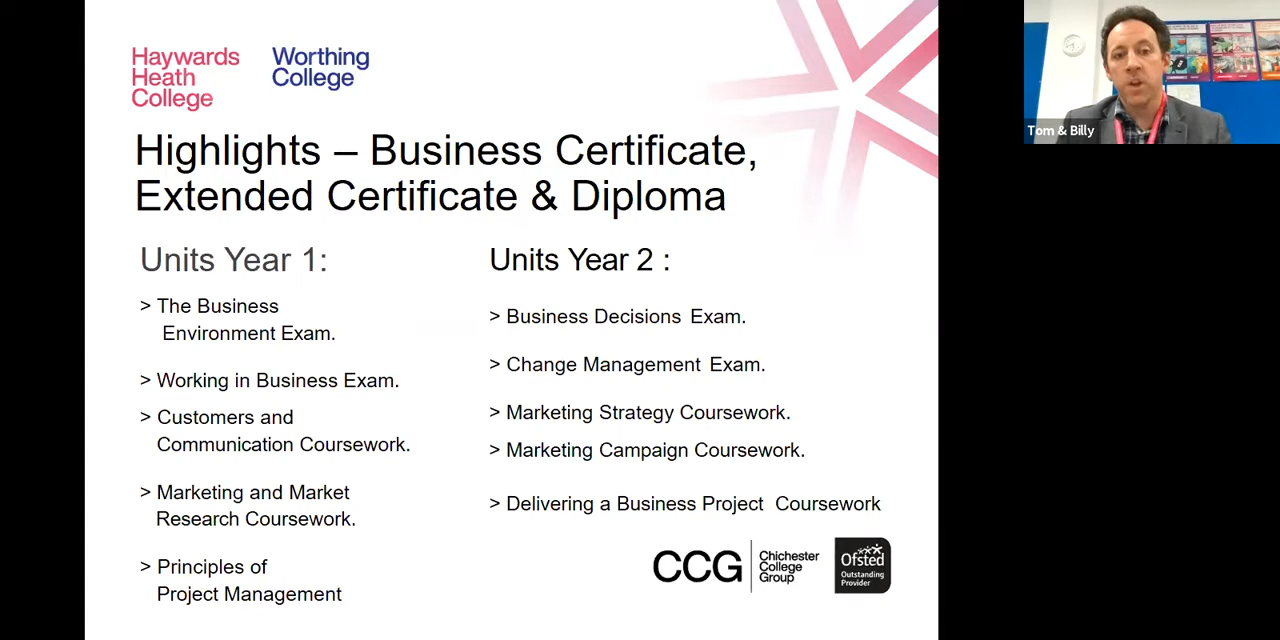 Haywards
Heath
College
Worthing
College
Highlights – Business Certificate,
Extended Certificate & Diploma
Units Year 1:
> The Business
Environment Exam.
> Working in Business Exam.
> Customers and
Communication Coursework.
> Marketing and Market
Research Coursework.
> Principles of
Project Management
Units Year 2 :
> Business Decisions Exam.
> Change Management Exam.
> Marketing Strategy Coursework.
> Marketing Campaign Coursework.
> Delivering a Business Project Coursework
CCG
Chichester
College
Group
Ofsted
Outstanding
Provider
Tom & Billy